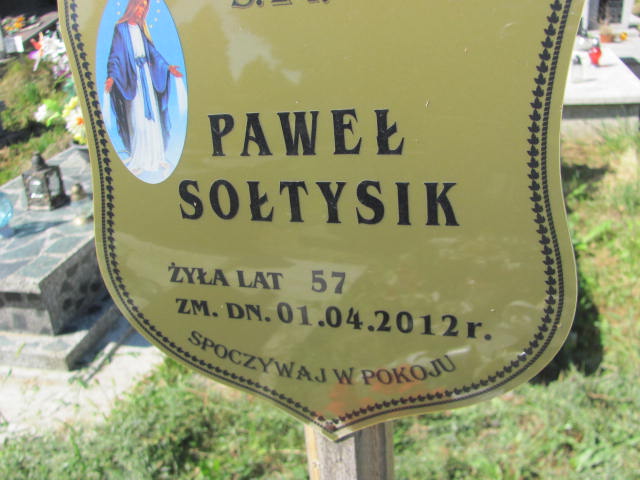 Ś.P.
PAWEŁ
SOŁTYSIK
ŻYŁA LAT 57
ZM. DN. 01.04.2012 r.
SPOCZYWAJ W POKOJU